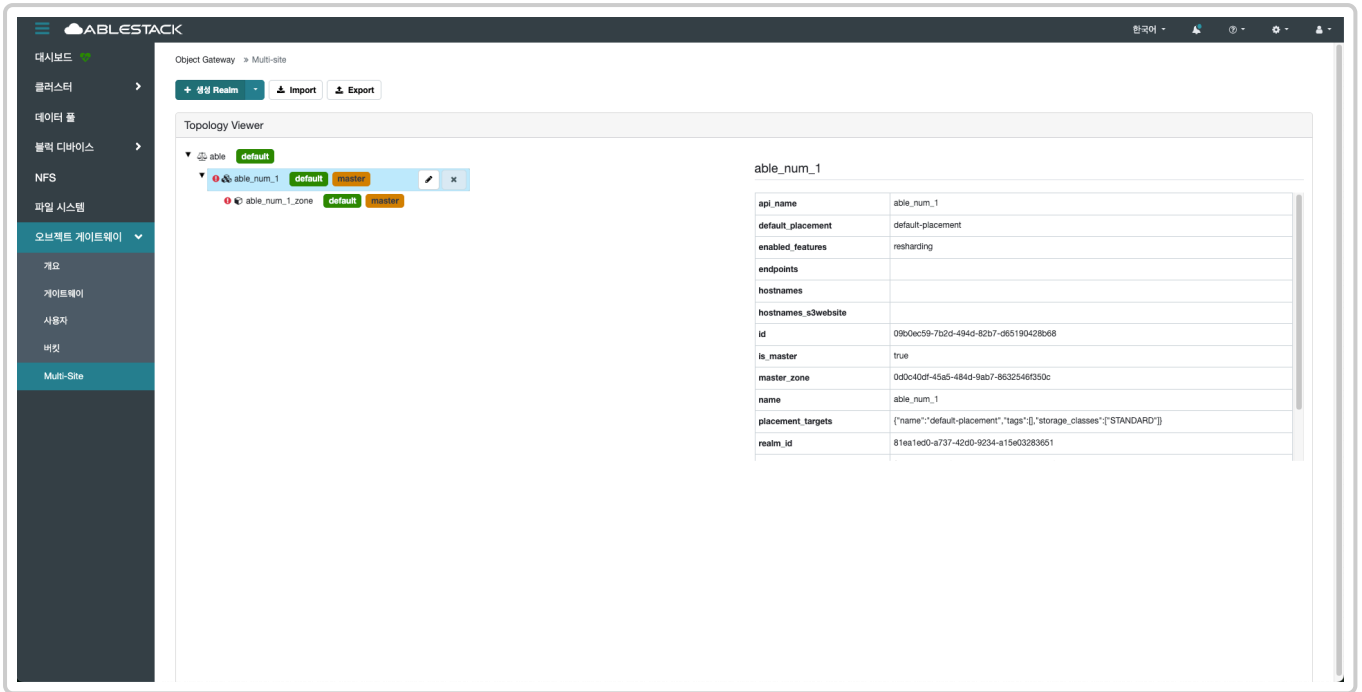 ABLESTACK
한국어
대시보드
클러스터
데이터 풀
블럭 디바이스
NFS
파일 시스템
오브젝트 게이트웨이
개요
게이트웨이
사용자
버킷
Multi-Site
Object Gateway » Multi-site
+ 생성 Realm
Import
Export
Topology Viewer
able default
able_num_1 default master
able_num_1_zone default master
able_num_1
api_name able_num_1
default_placement default-placement
enabled_features resharding
endpoints
hostnames
hostnames_s3website
id 09b0ec59-7b2d-494d-82b7-d65190428b68
is_master true
master_zone 0d0c40df-45a5-484d-9ab7-8632546f350c
name able_num_1
placement_targets {"name":"default-placement","tags":[],"storage_classes":["STANDARD"]}
realm_id 81ea1ed0-a737-42d0-9234-a15e03283651